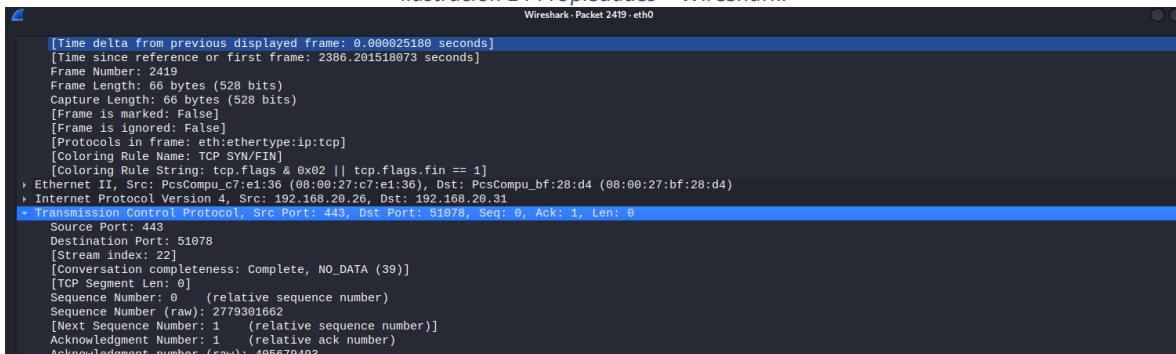 Ilustración 14 Propiedades - Wireshark.
Wireshark · Packet 2419 · eth0
[Time delta from previous displayed frame: 0.000025180 seconds]
[Time since reference or first frame: 2386.201518073 seconds]
Frame Number: 2419
Frame Length: 66 bytes (528 bits)
Capture Length: 66 bytes (528 bits)
[Frame is marked: False]
[Frame is ignored: False]
[Protocols in frame: eth:ethertype:ip:tcp]
[Coloring Rule Name: TCP SYN/FIN]
[Coloring Rule String: tcp.flags & 0x02 || tcp.flags.fin == 1]
Ethernet II, Src: PcsCompu_c7:e1:36 (08:00:27:c7:e1:36), Dst: PcsCompu_bf:28:d4 (08:00:27:bf:28:d4)
Internet Protocol Version 4, Src: 192.168.20.26, Dst: 192.168.20.31
Transmission Control Protocol, Src Port: 443, Dst Port: 51078, Seq: 0, Ack: 1, Len: 0
Source Port: 443
Destination Port: 51078
[Stream index: 22]
[Conversation completeness: Complete, NO_DATA (39)]
[TCP Segment Len: 0]
Sequence Number: 0 (relative sequence number)
Sequence Number (raw): 2779301662
[Next Sequence Number: 1 (relative sequence number)]
Acknowledgment Number: 1 (relative ack number)
Acknowledgment number (raw): 405679493